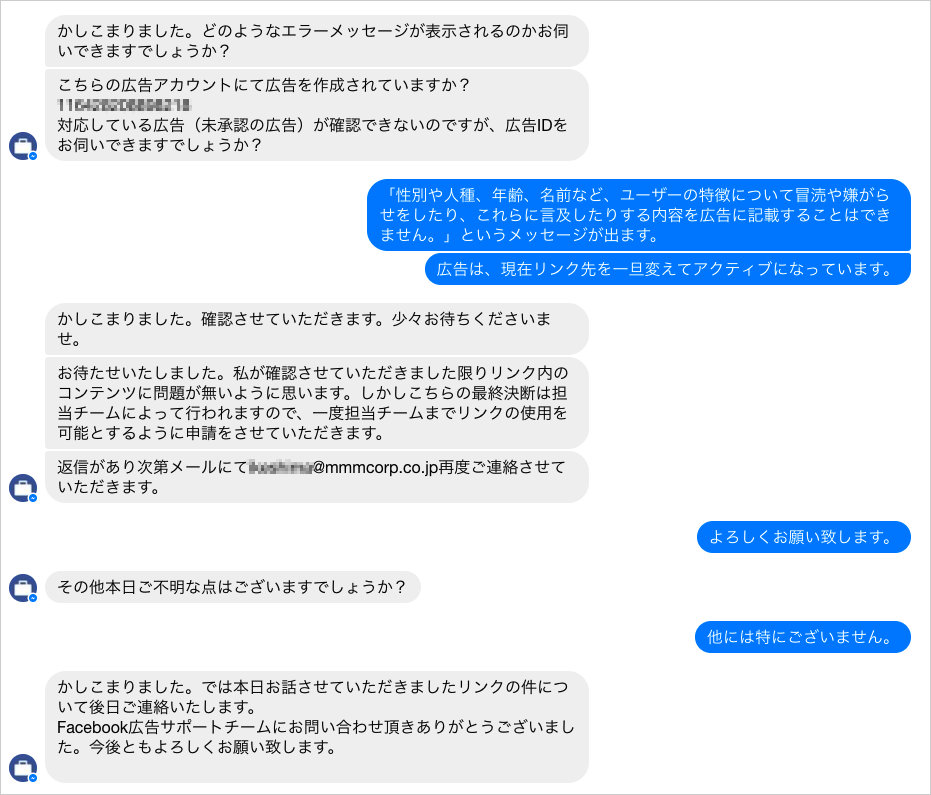 かしこまりました。どのようなエラーメッセージが表示されるのかお伺
いできますでしょうか？
こちらの広告アカウントにて広告を作成されていますか？
対応している広告（未承認の広告）が確認できないのですが、広告IDを
お伺いできますでしょうか？
「性別や人種、年齢、名前など、ユーザーの特徴について冒涜や嫌がら
せをしたり、これらに言及したりする内容を広告に記載することはでき
ません。」というメッセージが出ます。
広告は、現在リンク先を一旦変えてアクティブになっています。
かしこまりました。確認させていただきます。少々お待ちくださいま
せ。
お待たせいたしました。私が確認させていただきました限りリンク内の
コンテンツに問題が無いように思います。しかしこちらの最終決断は担
当チームによって行われますので、一度担当チームまでリンクの使用を
可能とするように申請をさせていただきます。
返信があり次第メールにて@mmmcorp.co.jp再度ご連絡させて
いただきます。
よろしくお願い致します。
その他本日ご不明な点はございますでしょうか？
他には特にございません。
かしこまりました。では本日お話させていただきましたリンクの件につ
いて後日ご連絡いたします。
Facebook広告サポートチームにお問い合わせ頂きありがとうございまし
た。今後ともよろしくお願い致します。